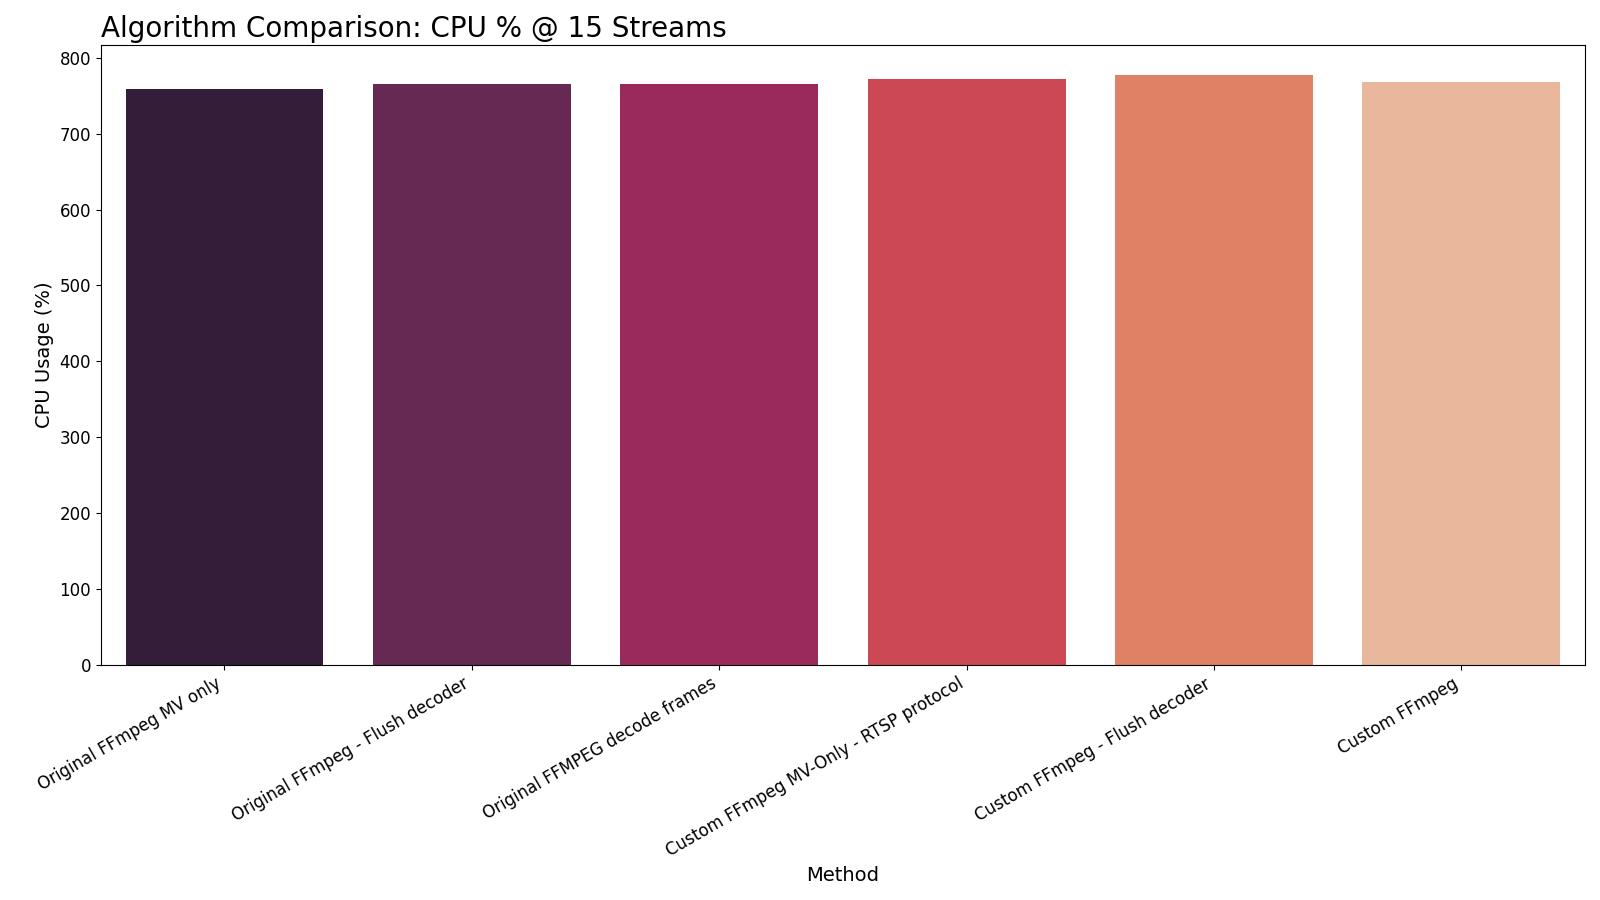 Algorithm Comparison: CPU % @ 15 Streams
800
700
600
500
400
300
200
100
0
CPU Usage (%)
Original FFmpeg MV only
Original FFmpeg - Flush decoder
Original FFMPEG decode frames
Custom FFmpeg MV-Only - RTSP protocol
Custom FFmpeg - Flush decoder
Custom FFmpeg
Method